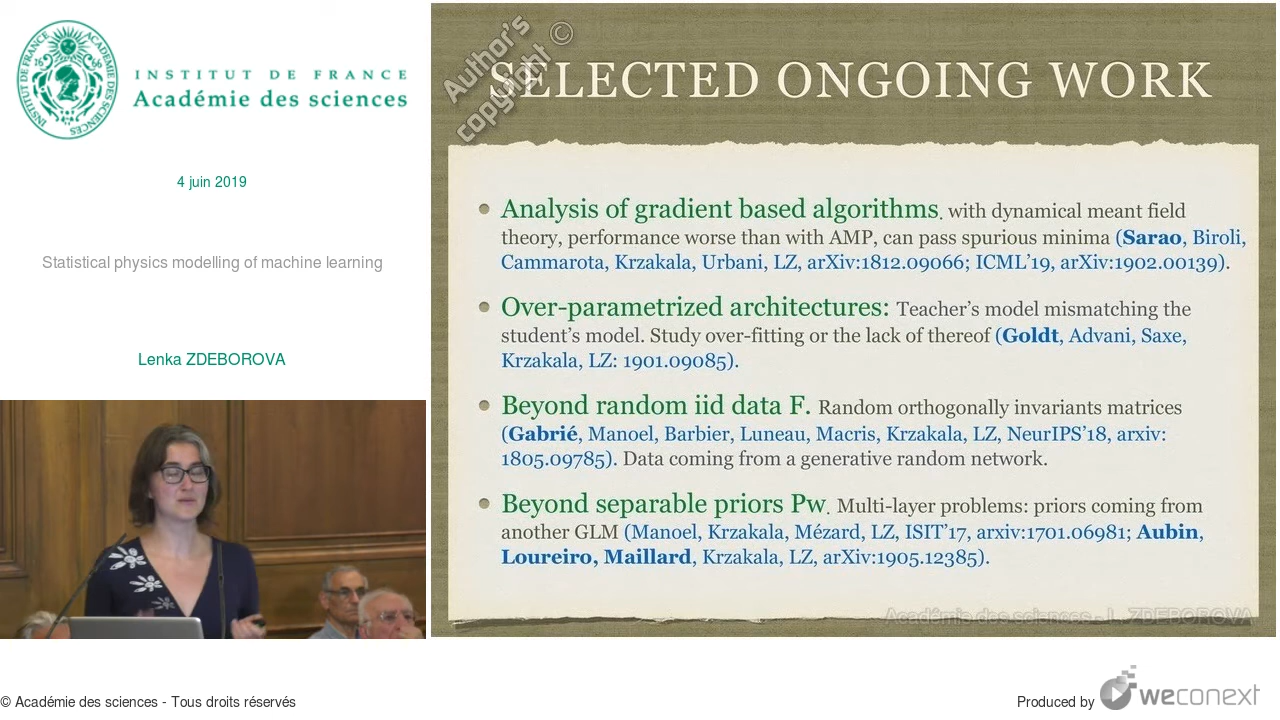 INSTITUT DE FRANCE
Académie des sciences
4 juin 2019
Statistical physics modelling of machine learning
Lenka ZDEBOROVA
Author's
copyright ©
SELECTED ONGOING WORK
• Analysis of gradient based algorithms. with dynamical meant field
theory, performance worse than with AMP, can pass spurious minima (Sarao, Biroli,
Cammarota, Krzakala, Urbani, LZ, arXiv:1812.09066; ICML'19, arXiv:1902.00139).
• Over-parametrized architectures: Teacher's model mismatching the
student's model. Study over-fitting or the lack of thereof (Goldt, Advani, Saxe,
Krzakala, LZ: 1901.09085).
• Beyond random iid data F. Random orthogonally invariants matrices
(Gabrié, Manoel, Barbier, Luneau, Macris, Krzakala, LZ, NeurIPS'18, arxiv:
1805.09785). Data coming from a generative random network.
• Beyond separable priors Pw. Multi-layer problems: priors coming from
another GLM (Manoel, Krzakala, Mézard, LZ, ISIT'17, arxiv:1701.06981; Aubin,
Loureiro, Maillard, Krzakala, LZ, arXiv:1905.12385).
Académie des sciences - L. ZDEBOROVA
© Académie des sciences - Tous droits réservés
Produced by weconext